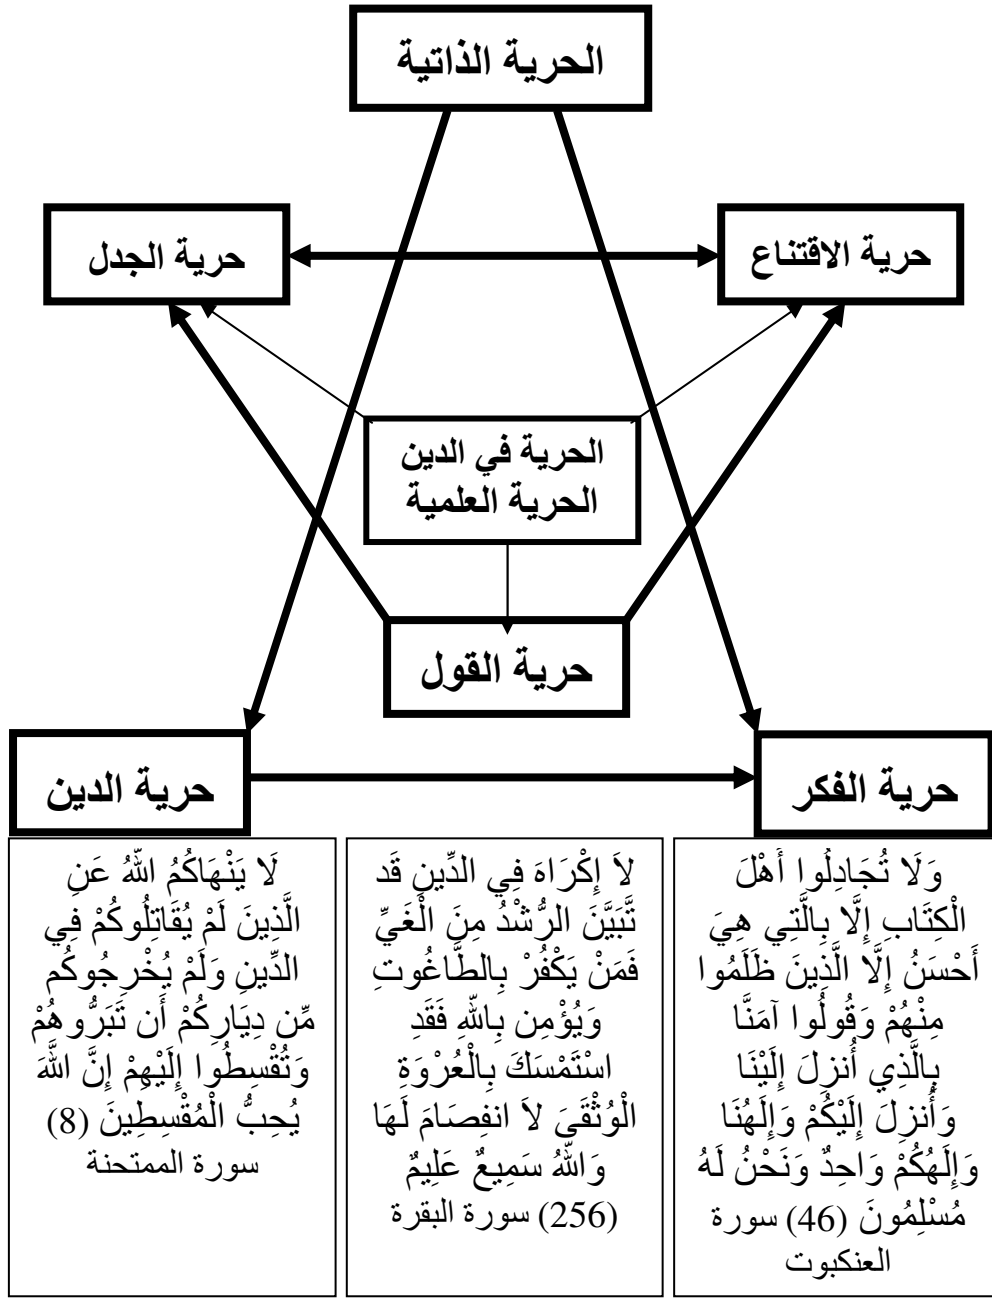 الحرية الذاتية
حرية الاقتناع
حرية الجدل
الحرية في الدين
الحرية العلمية
حرية القول
حرية الفكر
حرية الدين
وَلَا تُجَادِلُوا أَهْلَ
الْكِتَابِ إِلَّا بِالَّتِي هِيَ
أَحْسَنُ إِلَّا الَّذِينَ ظَلَمُوا
مِنْهُمْ وَقُولُوا آمَنَّا
بِالَّذِي أُنزِلَ إِلَيْنَا
وَأُنزِلَ إِلَيْكُمْ وَإِلَهُنَا
وَإِلَهُكُمْ وَاحِدٌ وَنَحْنُ لَهُ
مُسْلِمُونَ (46) سورة
العنكبوت
لاَ إِكْرَاهَ فِي الدِّينِ قَد
تَّبَيَّنَ الرُّشْدُ مِنَ الْغَيِّ
فَمَنْ يَكْفُرْ بِالطَّاغُوتِ
وَيُؤْمِن بِاللّهِ فَقَدِ
اسْتَمْسَكَ بِالْعُرْوَةِ
الْوُثْقَىَ لاَ انفِصَامَ لَهَا
وَاللّهُ سَمِيعٌ عَلِيمٌ
(256) سورة البقرة
لَا يَنْهَاكُمُ اللّهُ عَنِ
الَّذِينَ لَمْ يُقَاتِلُوكُمْ فِي
الدِّينِ وَلَمْ يُخْرِجُوكُم
مِّن دِيَارِكُمْ أَن تَبَرُّوهُمْ
وَتُقْسِطُوا إِلَيْهِمْ إِنَّ اللَّهَ
يُحِبُّ الْمُقْسِطِينَ (8)
سورة الممتحنة